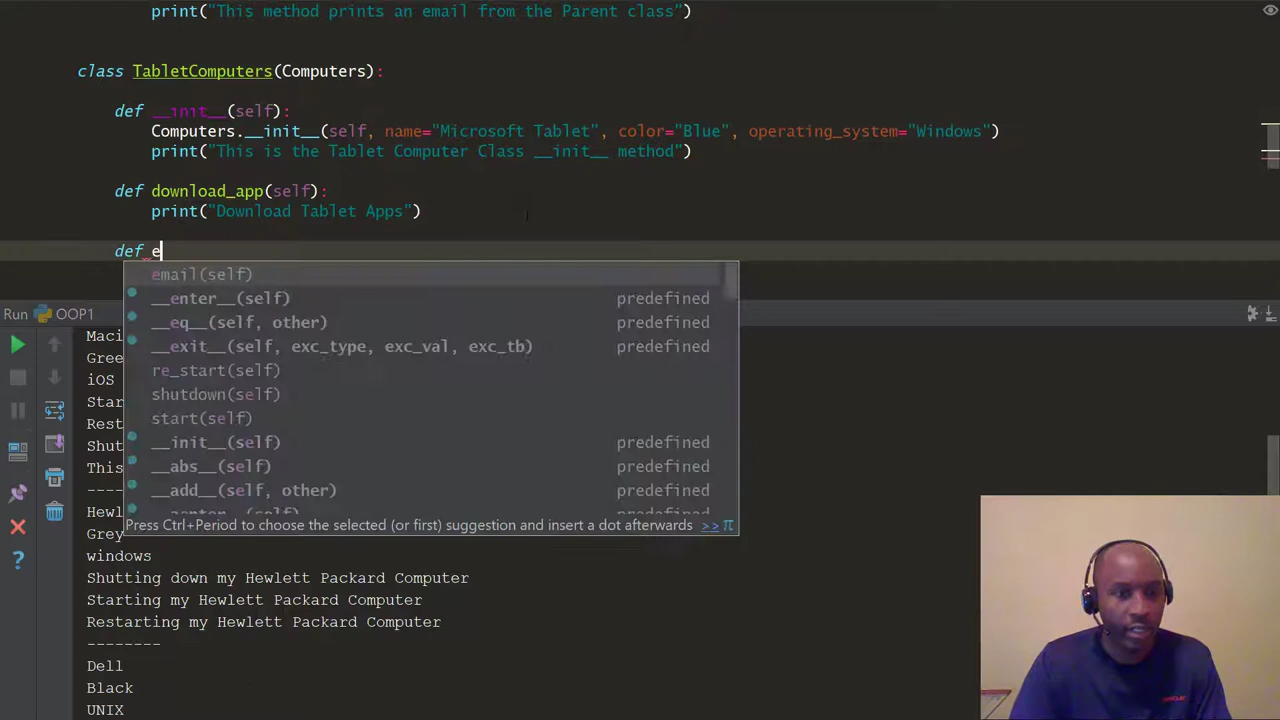 print("This method prints an email from the Parent class")
class TabletComputers(Computers):
def __init__(self):
Computers.__init__(self, name="Microsoft Tablet", color="Blue", operating_system="Windows")
print("This is the Tablet Computer Class __init__ method")
def download_app(self):
print("Download Tablet Apps")
def e
email(self)
__enter__(self) predefined
__eq__(self, other) predefined
__exit__(self, exc_type, exc_val, exc_tb) predefined
re_start(self)
shutdown(self)
start(self)
__init__(self) predefined
__abs__(self) predefined
__add__(self, other) predefined
Press Ctrl+Period to choose the selected (or first) suggestion and insert a dot afterwards >> π
Run OOP1
Maci
Gree
iOS
Star
Rest
Shut
This
----
Hewl
Grey
windows
Shutting down my Hewlett Packard Computer
Starting my Hewlett Packard Computer
Restarting my Hewlett Packard Computer
--------
Dell
Black
UNIX